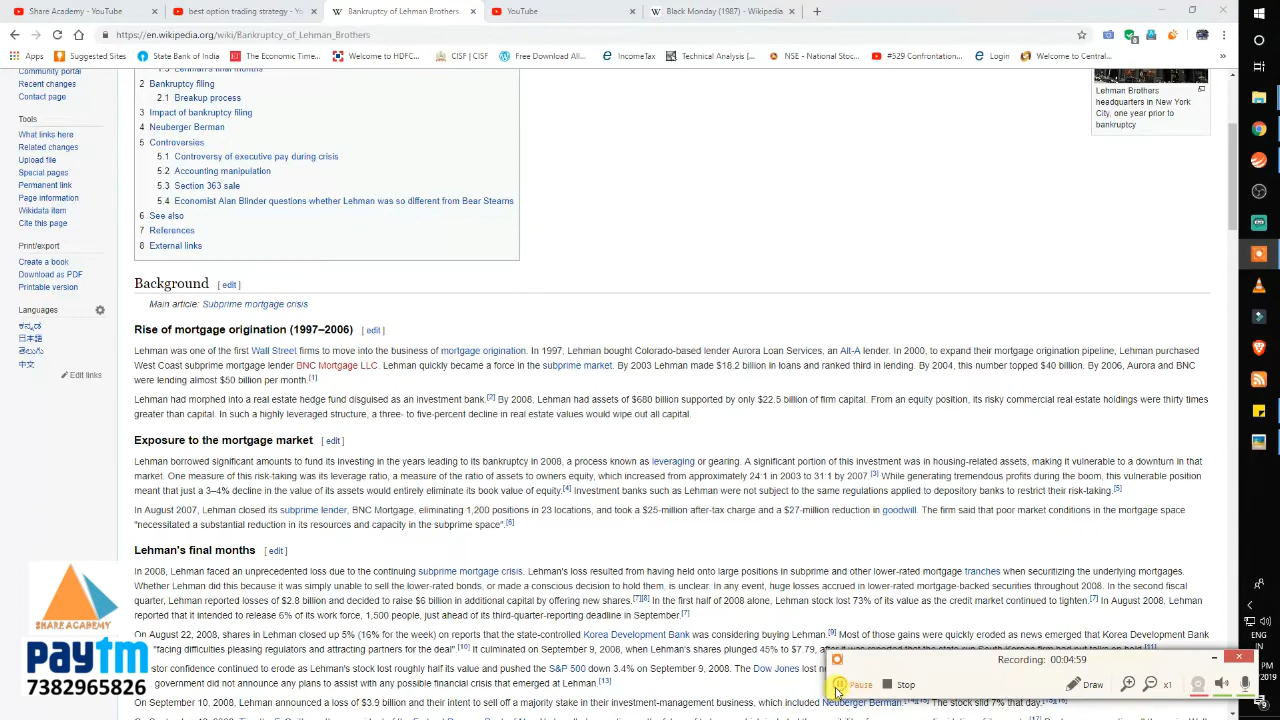 Share Academy - YouTube
best option trading strategy - Yo
Bankruptcy of Lehman Brothers
YouTube
Black Monday (1987) - Wikipedia
https://en.wikipedia.org/wiki/Bankruptcy_of_Lehman_Brothers
Apps
Suggested Sites
State Bank of India
The Economic Time...
Welcome to HDFC...
CISF | CISF
Free Download All...
IncomeTax
Technical Analysis [...
NSE - National Stoc...
#529 Confrontation...
Login
Welcome to Central...
Community portal
Recent changes
Contact page
Tools
What links here
Related changes
Upload file
Special pages
Permanent link
Page information
Wikidata item
Cite this page
Print/export
Create a book
Download as PDF
Printable version
Languages
ಕನ್ನಡ
日本語
తెలుగు
中文
Edit links
2 Bankruptcy filing
2.1 Breakup process
3 Impact of bankruptcy filing
4 Neuberger Berman
5 Controversies
5.1 Controversy of executive pay during crisis
5.2 Accounting manipulation
5.3 Section 363 sale
5.4 Economist Alan Blinder questions whether Lehman was so different from Bear Stearns
6 See also
7 References
8 External links
Lehman Brothers
headquarters in New York
City, one year prior to
bankruptcy
Background [ edit ]
Main article: Subprime mortgage crisis
Rise of mortgage origination (1997–2006) [ edit ]
Lehman was one of the first Wall Street firms to move into the business of mortgage origination. In 1997, Lehman bought Colorado-based lender Aurora Loan Services, an Alt-A lender. In 2000, to expand their mortgage origination pipeline, Lehman purchased
West Coast subprime mortgage lender BNC Mortgage LLC. Lehman quickly became a force in the subprime market. By 2003 Lehman made $18.2 billion in loans and ranked third in lending. By 2004, this number topped $40 billion. By 2006, Aurora and BNC
were lending almost $50 billion per month.[1]
Lehman had morphed into a real estate hedge fund disguised as an investment bank.[2] By 2008, Lehman had assets of $680 billion supported by only $22.5 billion of firm capital. From an equity position, its risky commercial real estate holdings were thirty times
greater than capital. In such a highly leveraged structure, a three- to five-percent decline in real estate values would wipe out all capital.
Exposure to the mortgage market [ edit ]
Lehman borrowed significant amounts to fund its investing in the years leading to its bankruptcy in 2008, a process known as leveraging or gearing. A significant portion of this investment was in housing-related assets, making it vulnerable to a downturn in that
market. One measure of this risk-taking was its leverage ratio, a measure of the ratio of assets to owners equity, which increased from approximately 24:1 in 2003 to 31:1 by 2007.[3] While generating tremendous profits during the boom, this vulnerable position
meant that just a 3–4% decline in the value of its assets would entirely eliminate its book value of equity.[4] Investment banks such as Lehman were not subject to the same regulations applied to depository banks to restrict their risk-taking.[5]
In August 2007, Lehman closed its subprime lender, BNC Mortgage, eliminating 1,200 positions in 23 locations, and took a $25-million after-tax charge and a $27-million reduction in goodwill. The firm said that poor market conditions in the mortgage space
"necessitated a substantial reduction in its resources and capacity in the subprime space".[6]
Lehman's final months [ edit ]
In 2008, Lehman faced an unprecedented loss due to the continuing subprime mortgage crisis. Lehman's loss resulted from having held onto large positions in subprime and other lower-rated mortgage tranches when securitizing the underlying mortgages.
Whether Lehman did this because it was simply unable to sell the lower-rated bonds, or made a conscious decision to hold them, is unclear. In any event, huge losses accrued in lower-rated mortgage-backed securities throughout 2008. In the second fiscal
quarter, Lehman reported losses of $2.8 billion and decided to raise $6 billion in additional capital by offering new shares.[7][8] In the first half of 2008 alone, Lehman stock lost 73% of its value as the credit market continued to tighten.[7] In August 2008, Lehman
reported that it intended to release 6% of its work force, 1,500 people, just ahead of its third-quarter-reporting deadline in September.[7]
On August 22, 2008, shares in Lehman closed up 5% (16% for the week) on reports that the state-controlled Korea Development Bank was considering buying Lehman.[9] Most of those gains were quickly eroded as news emerged that Korea Development Bank
"facing difficulties pleasing regulators and attracting partners for the deal".[10] It culminated on September 9, 2008, when Lehman's shares plunged 45% to $7.79,
stor confidence continued to erode as Lehman's stock lost roughly half its value and pushed the S&P 500 down 3.4% on September 9, 2008. The Dow Jones lost
government did not announce any plans to assist with any possible financial crisis that emerged at Lehman.[13]
On September 10, 2008, Lehman announced a loss of $3.9 billion and their intent to sell
in their investment-management business, which included Neuberger Berman. The stock slid 7% that day.
SHARE ACADEMY
paytm
7382965826
Recording: 00:04:59
Pause
Stop
Draw
x1
ENG
IN
PM
2019